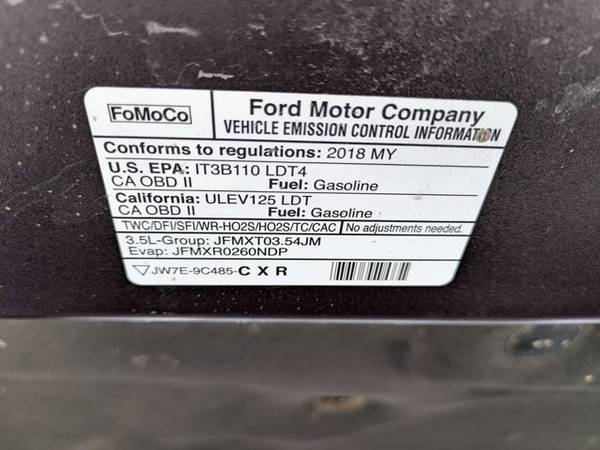 FoMoCo
Ford Motor Company
VEHICLE EMISSION CONTROL INFORMATION
Conforms to regulations: 2018 MY
U.S. EPA: IT3B110 LDT4
CA OBD II Fuel: Gasoline
California: ULEV125 LDT
CA OBD II Fuel: Gasoline
TWC/DFI/SFI/WR-HO2S/HO2S/TC/CAC No adjustments needed.
3.5L-Group: JFMXT03.54JM
Evap: JFMXR0260NDP
JW7E-9C485-C X R